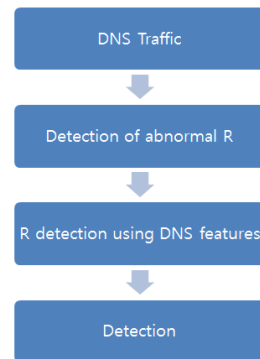 DNS Traffic
Detection of abnormal R
R detection using DNS features
Detection